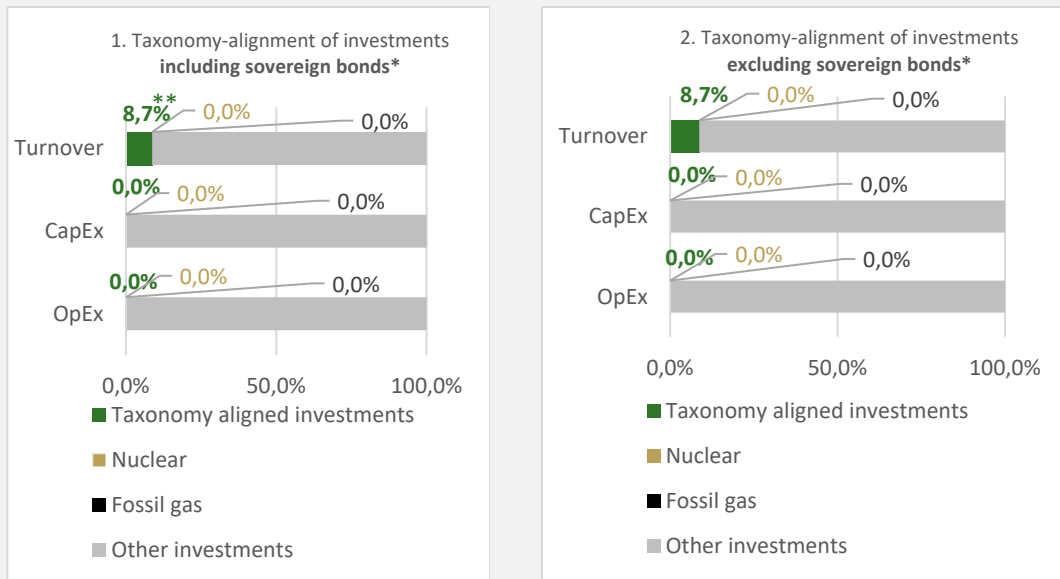 1. Taxonomy-alignment of investments
including sovereign bonds*
8,7%**
0,0%
0,0%
Turnover
0,0%
0,0%
0,0%
CapEx
0,0%
0,0%
0,0%
OpEx
0,0% 50,0% 100,0%
Taxonomy aligned investments
Nuclear
Fossil gas
Other investments
2. Taxonomy-alignment of investments
excluding sovereign bonds*
8,7%
0,0%
0,0%
Turnover
0,0%
0,0%
0,0%
CapEx
0,0%
0,0%
0,0%
OpEx
0,0% 50,0% 100,0%
Taxonomy aligned investments
Nuclear
Fossil gas
Other investments